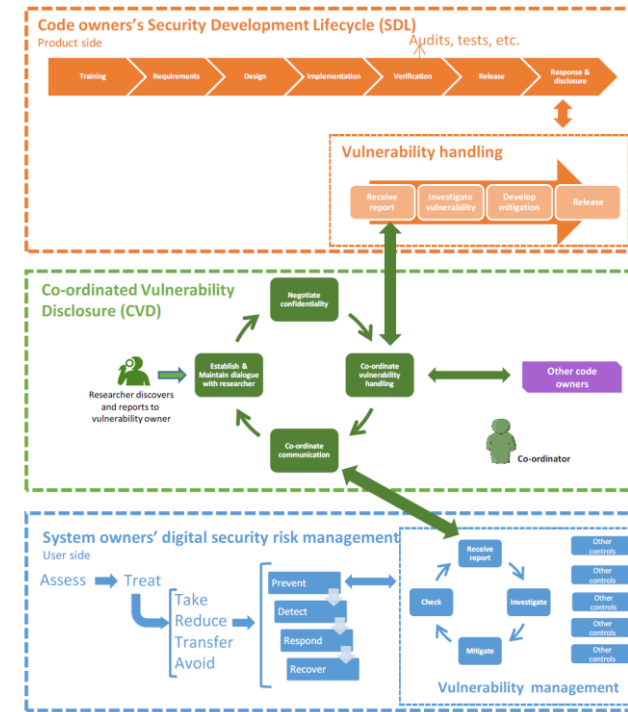 Code owners's Security Development Lifecycle (SDL)
Product side
Audits, tests, etc.
Training
Requirements
Design
Implementation
Verification
Release
Response &
disclosure
Vulnerability handling
Receive
report
Investigate
vulnerability
Develop
mitigation
Release
Co-ordinated Vulnerability
Disclosure (CVD)
Negotiate
confidentiality
Establish &
Maintain dialogue
with researcher
Co-ordinate
vulnerability
handling
Other code
owners
Researcher discovers
and reports to
vulnerability owner
Co-ordinate
communication
Co-ordinator
System owners' digital security risk management
User side
Assess
Treat
Take
Reduce
Transfer
Avoid
Prevent
Detect
Respond
Recover
Receive
report
Check
Investigate
Mitigate
Other
controls
Other
controls
Other
controls
Other
controls
Other
controls
Vulnerability management